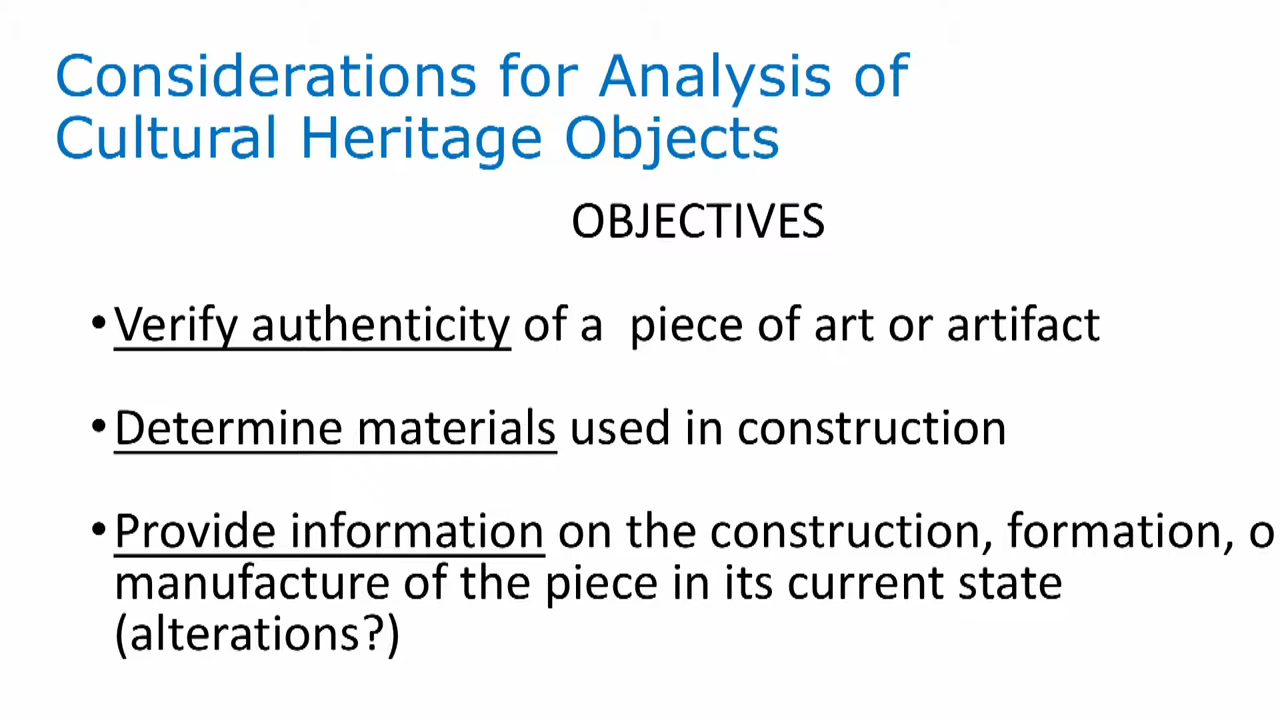 Considerations for Analysis of
Cultural Heritage Objects
OBJECTIVES
•Verify authenticity of a piece of art or artifact
•Determine materials used in construction
•Provide information on the construction, formation, o
manufacture of the piece in its current state
(alterations?)